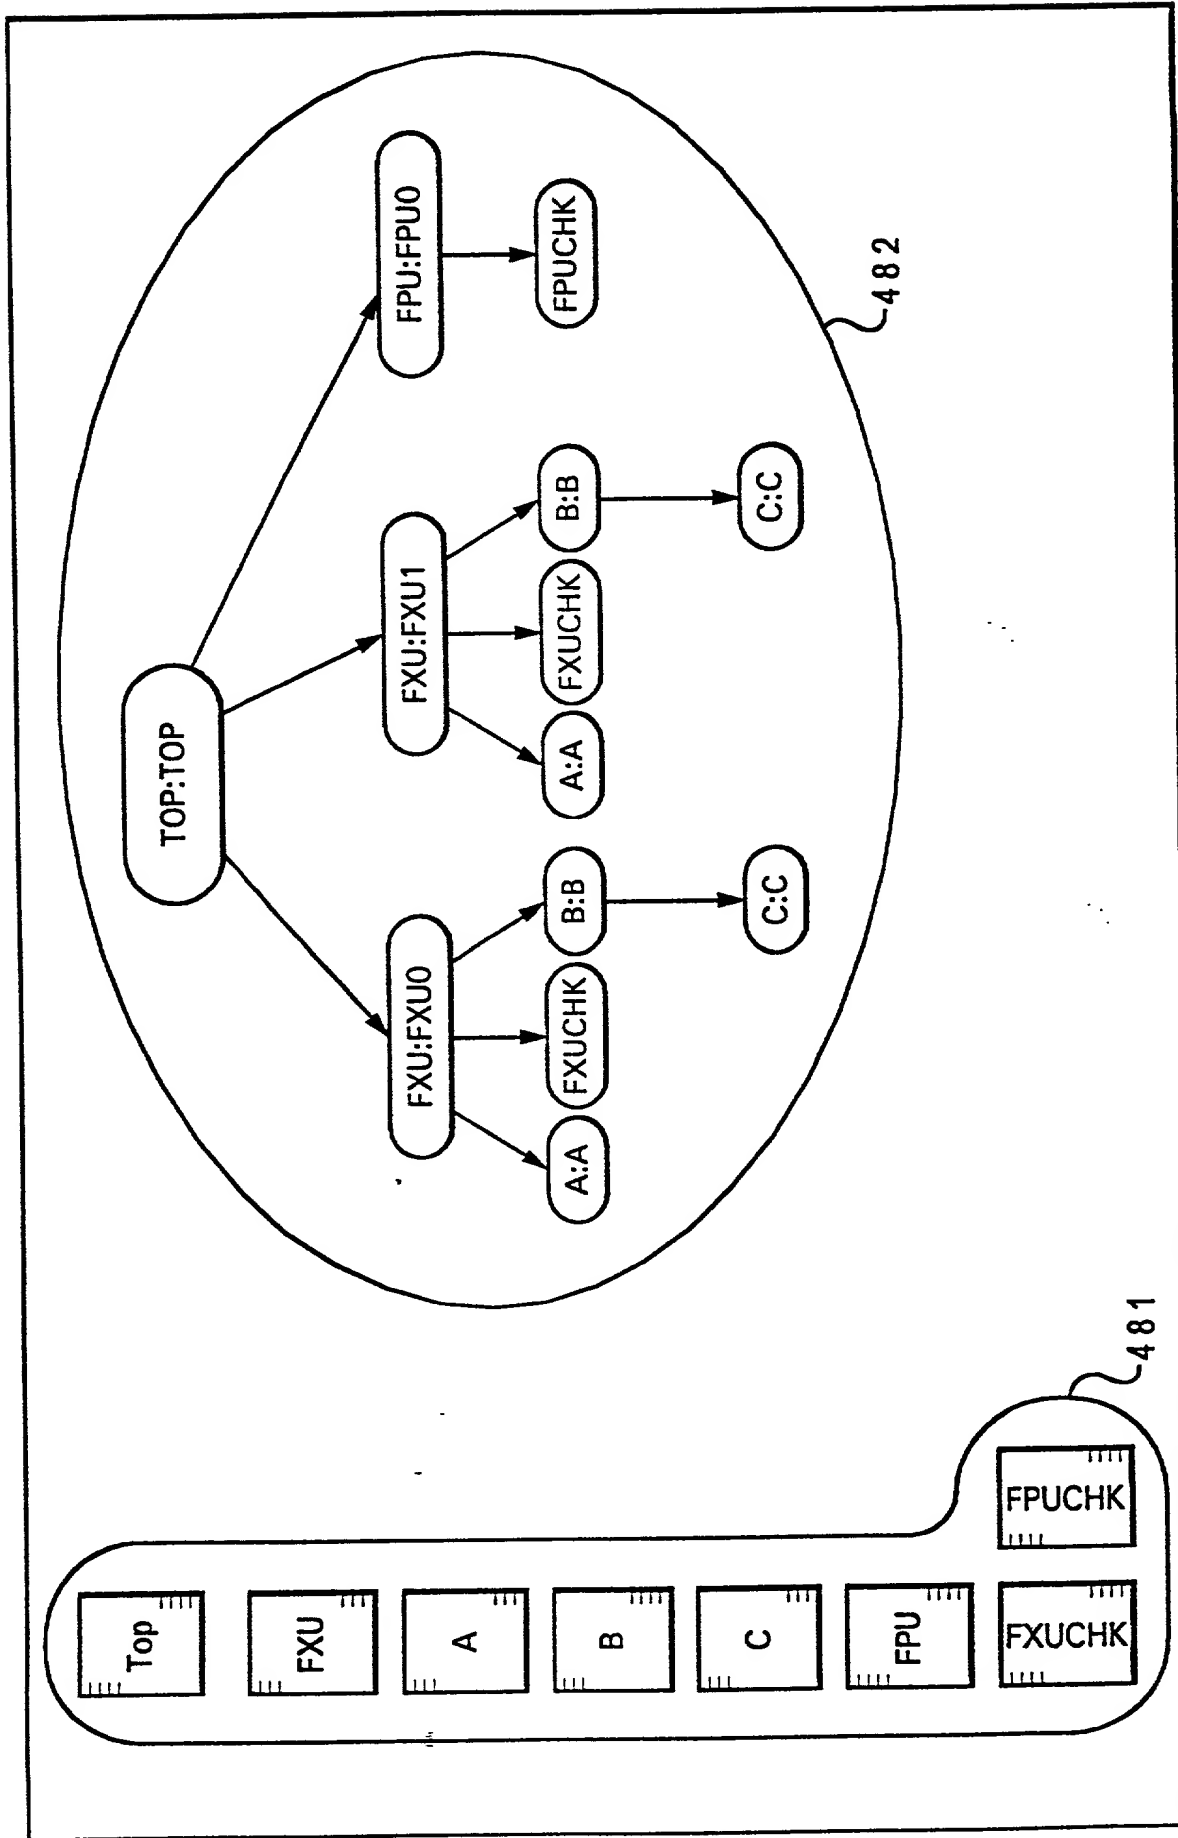 Top
FXU
A
B
C
FPU
FXUCHK
FPUCHK
481
TOP:TOP
FXU:FXU0
FXU:FXU1
FPU:FPU0
A:A
FXUCHK
B:B
A:A
FXUCHK
B:B
FPUCHK
C:C
C:C
482